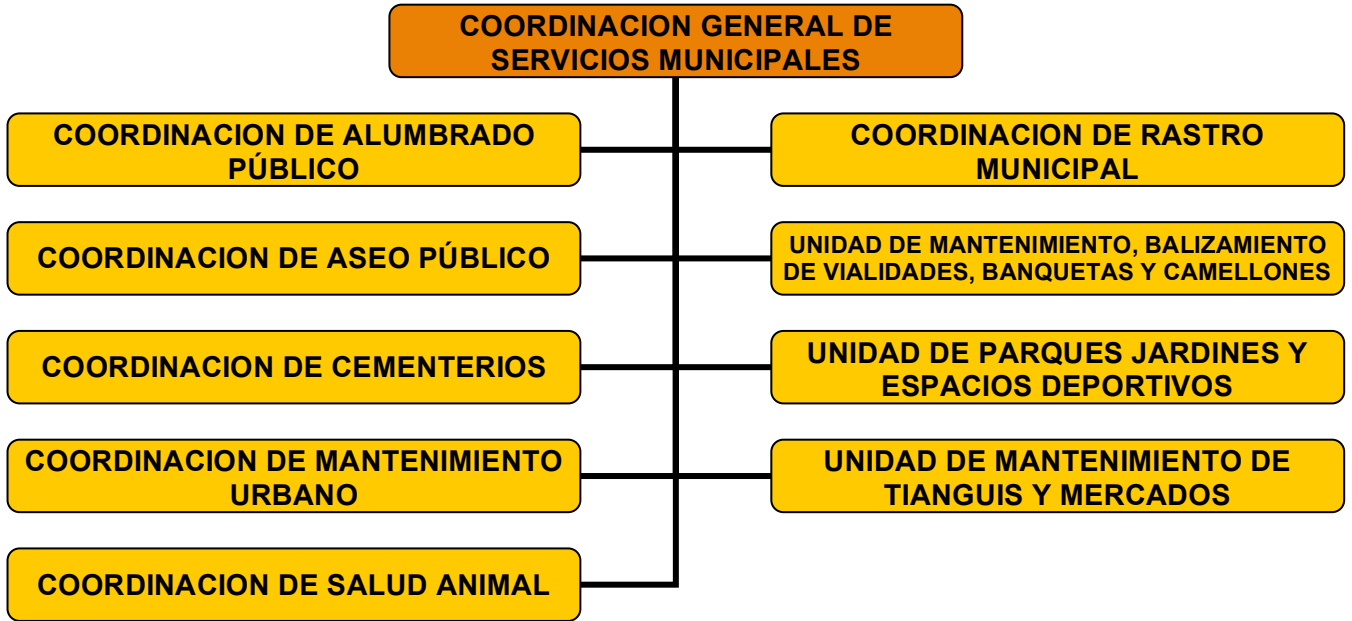 COORDINACION GENERAL DE
SERVICIOS MUNICIPALES
COORDINACION DE ALUMBRADO
PÚBLICO
COORDINACION DE RASTRO
MUNICIPAL
COORDINACION DE ASEO PÚBLICO
UNIDAD DE MANTENIMIENTO, BALIZAMIENTO
DE VIALIDADES, BANQUETAS Y CAMELLONES
COORDINACION DE CEMENTERIOS
UNIDAD DE PARQUES JARDINES Y
ESPACIOS DEPORTIVOS
COORDINACION DE MANTENIMIENTO
URBANO
UNIDAD DE MANTENIMIENTO DE
TIANGUIS Y MERCADOS
COORDINACION DE SALUD ANIMAL